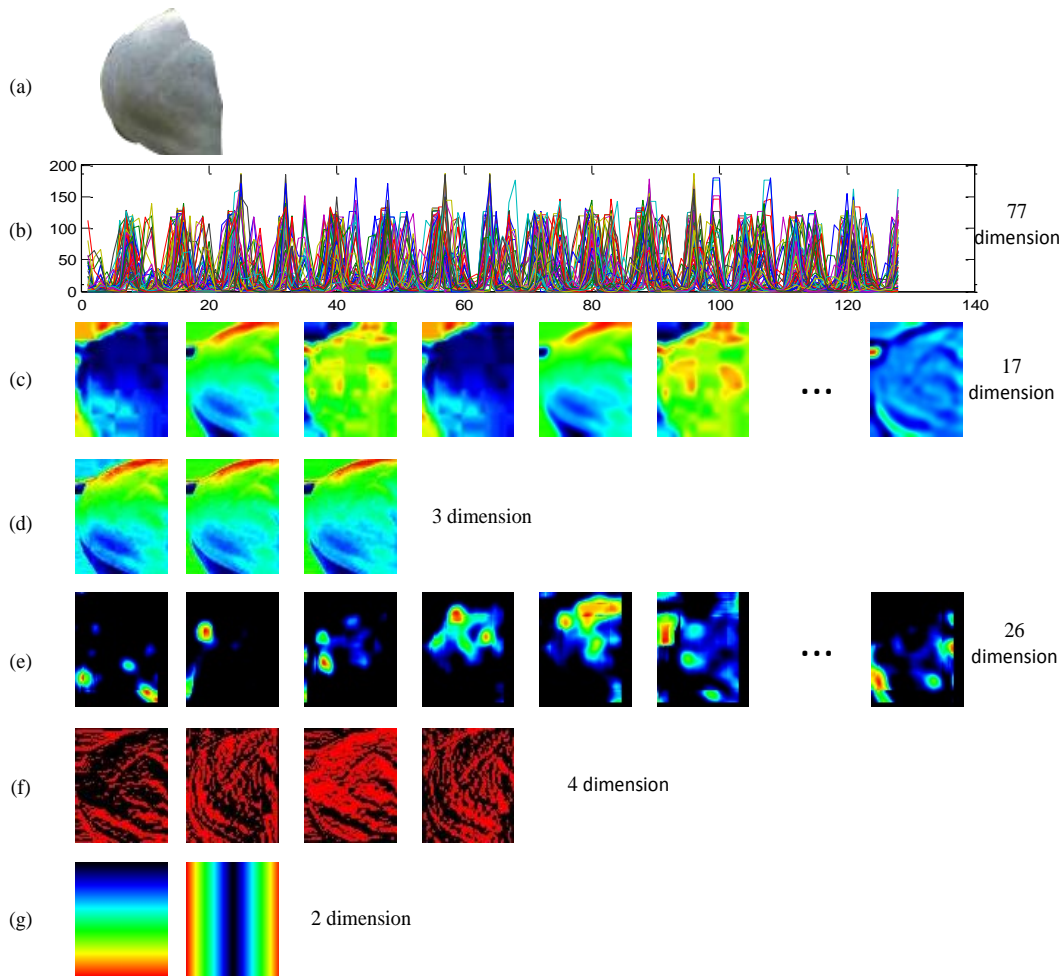 (a)
200
150
100
50
0
0 20 40 60 80 100 120 140
(b)
77
dimension
(c)
...
17
dimension
(d)
3 dimension
(e)
...
26
dimension
(f)
4 dimension
(g)
2 dimension